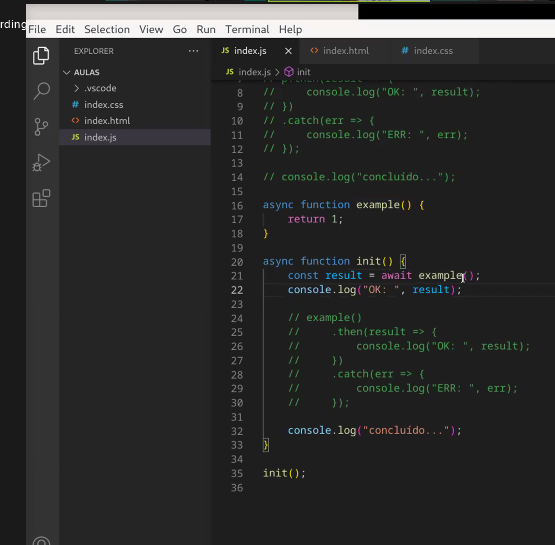 rding
File Edit Selection View Go Run Terminal Help
EXPLORER ...
AULAS
.vscode
index.css
index.html
JS index.js
JS index.js × index.html index.css
JS index.js > init
8 //     console.log("OK: ", result);
9 // })
10 // .catch(err => {
11 //     console.log("ERR: ", err);
12 // });
13
14 // console.log("concluído...");
15
16 async function example() {
17     return 1;
18 }
19
20 async function init() {
21     const result = await example();
22     console.log("OK: ", result);
23
24     // example()
25     //     .then(result => {
26     //         console.log("OK: ", result);
27     //     })
28     //     .catch(err => {
29     //         console.log("ERR: ", err);
30     //     });
31
32     console.log("concluído...");
33 }
34
35 init();
36